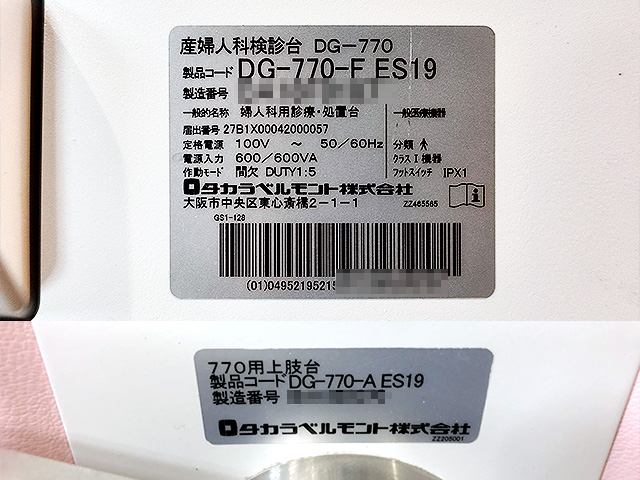 産婦人科検診台 DG-770
製品コード DG-770-F ES19
製造番号
一般的名称 婦人科用診療・処置台 一般医療機器
届出番号 27B1X00042000057
定格電源 100V ～ 50/60Hz 分類
電源入力 600/600VA クラスⅠ機器
作動モード 間欠 DUTY1:5 フットスイッチ IPX1
タカラベルモント株式会社
大阪市中央区東心斎橋2-1-1 ZZ465565
GS1-128
(01)0495219521
770用上肢台
製品コード DG-770-A ES19
製造番号
タカラベルモント株式会社
ZZ205001